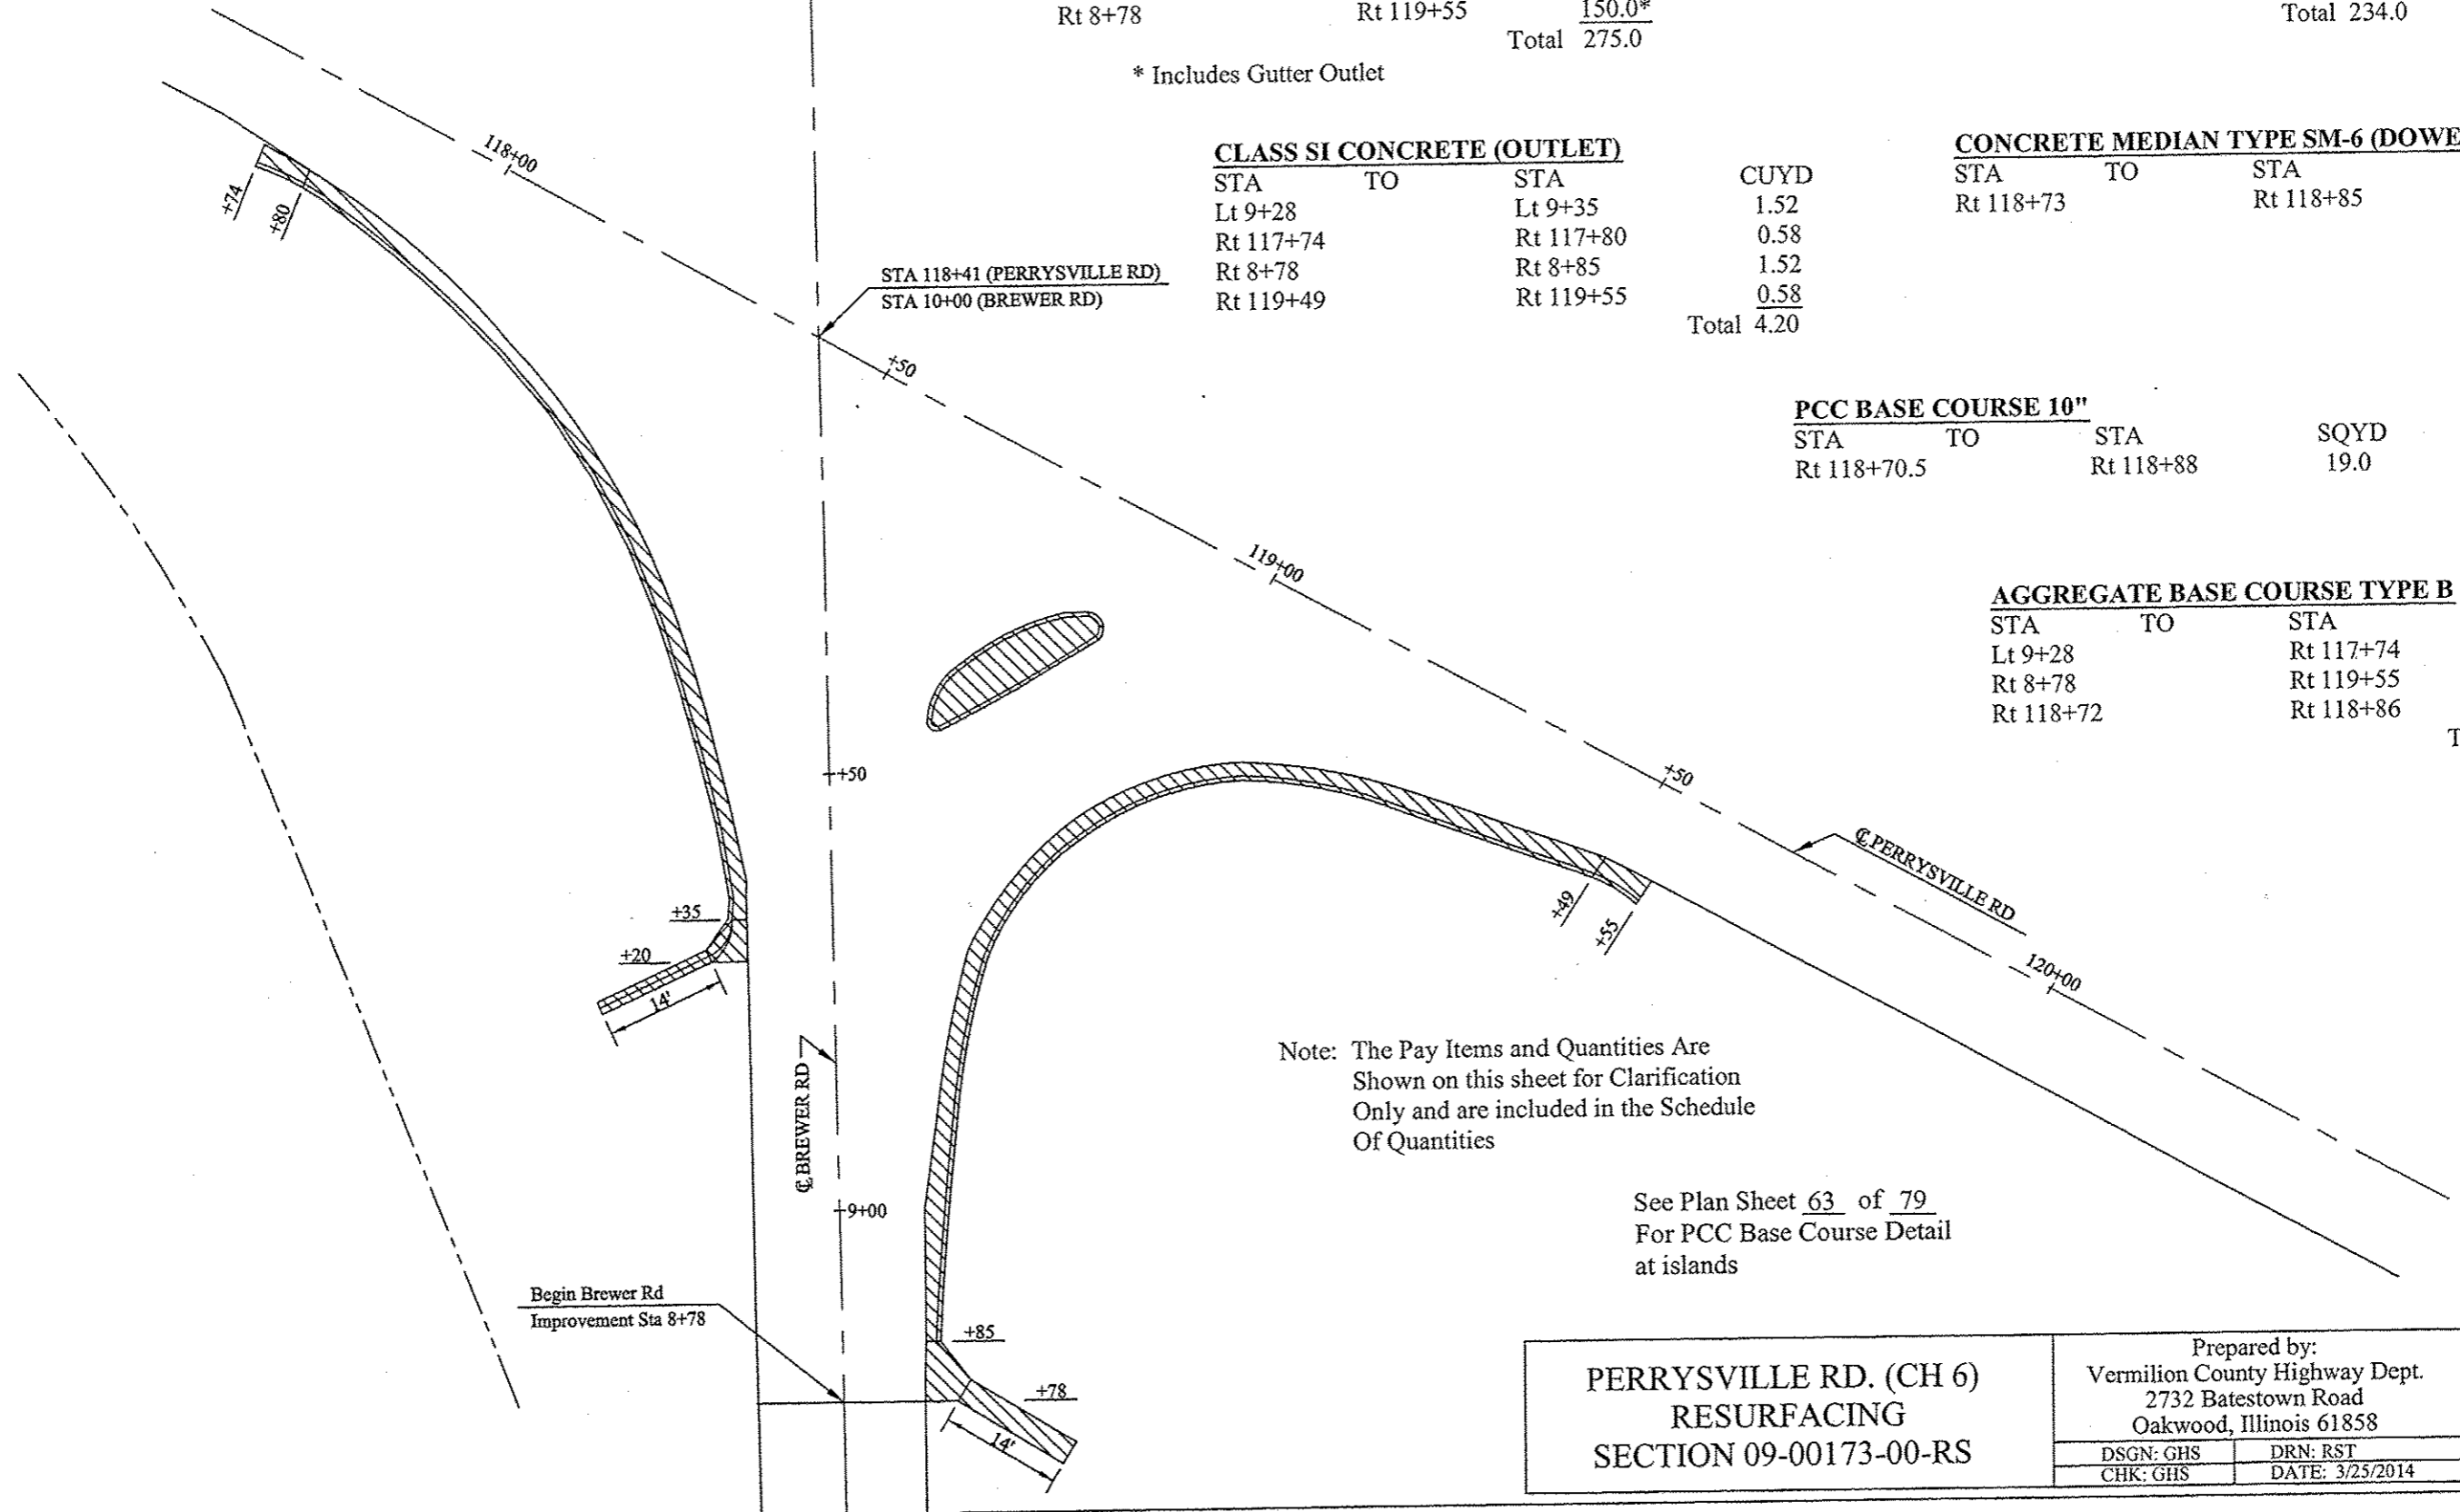 Rt 8+78 Rt 119+55 150.0*
Total 275.0
* Includes Gutter Outlet
Total 234.0
CLASS SI CONCRETE (OUTLET)
STA TO STA CUYD
Lt 9+28 Lt 9+35 1.52
Rt 117+74 Rt 117+80 0.58
Rt 8+78 Rt 8+85 1.52
Rt 119+49 Rt 119+55 0.58
Total 4.20
CONCRETE MEDIAN TYPE SM-6 (DOWE
STA TO STA
Rt 118+73 Rt 118+85
PCC BASE COURSE 10"
STA TO STA SQYD
Rt 118+70.5 Rt 118+88 19.0
AGGREGATE BASE COURSE TYPE B
STA TO STA
Lt 9+28 Rt 117+74
Rt 8+78 Rt 119+55
Rt 118+72 Rt 118+86
T
118+00
+74
+80
STA 118+41 (PERRYSVILLE RD)
STA 10+00 (BREWER RD)
+50
119+00
+50
+50
℄ PERRYSVILLE RD
120+00
+49
+55
+35
+20
14'
℄ BREWER RD
9+00
Begin Brewer Rd
Improvement Sta 8+78
+85
+78
14'
Note: The Pay Items and Quantities Are
Shown on this sheet for Clarification
Only and are included in the Schedule
Of Quantities
See Plan Sheet 63 of 79
For PCC Base Course Detail
at islands
PERRYSVILLE RD. (CH 6)
RESURFACING
SECTION 09-00173-00-RS
Prepared by:
Vermilion County Highway Dept.
2732 Batestown Road
Oakwood, Illinois 61858
DSGN: GHS DRN: RST
CHK: GHS DATE: 3/25/2014